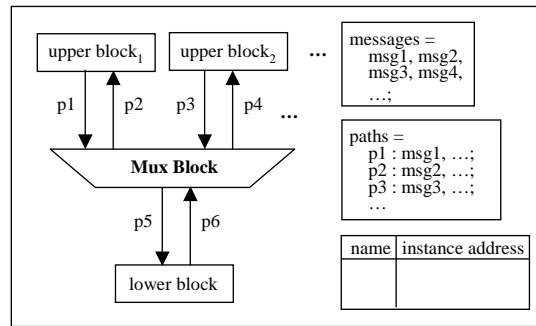 upper block1
upper block2
...
p1
p2
p3
p4
...
Mux Block
p5
p6
lower block
messages =
msg1, msg2,
msg3, msg4,
…;
paths =
p1 : msg1, …;
p2 : msg2, …;
p3 : msg3, …;
…
name instance address